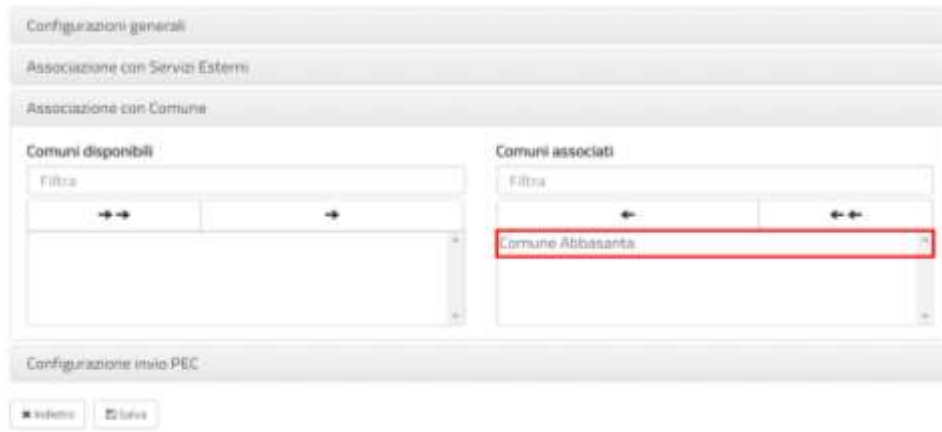 Configurazioni generali
Associazione con Servizi Esterni
Associazione con Comune
Comuni disponibili
Comuni associati
Filtra
Filtra
Comune Abbasanta
Configurazione invio PEC
Indietro
Salva